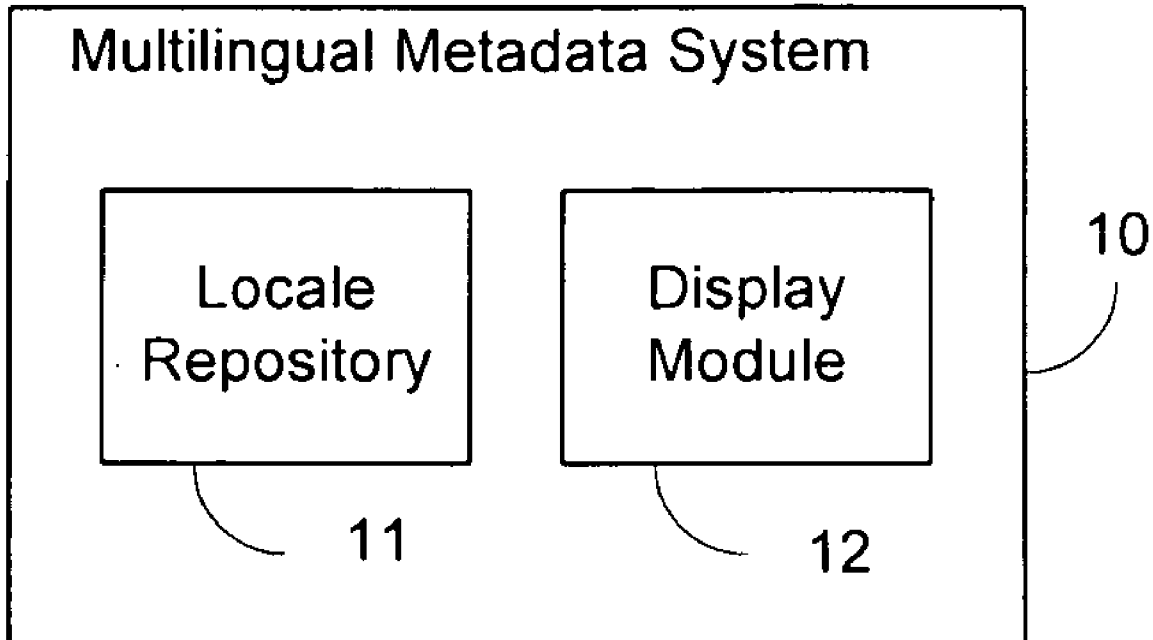 Multilingual Metadata System
Locale
Repository
Display
Module
10
11
12